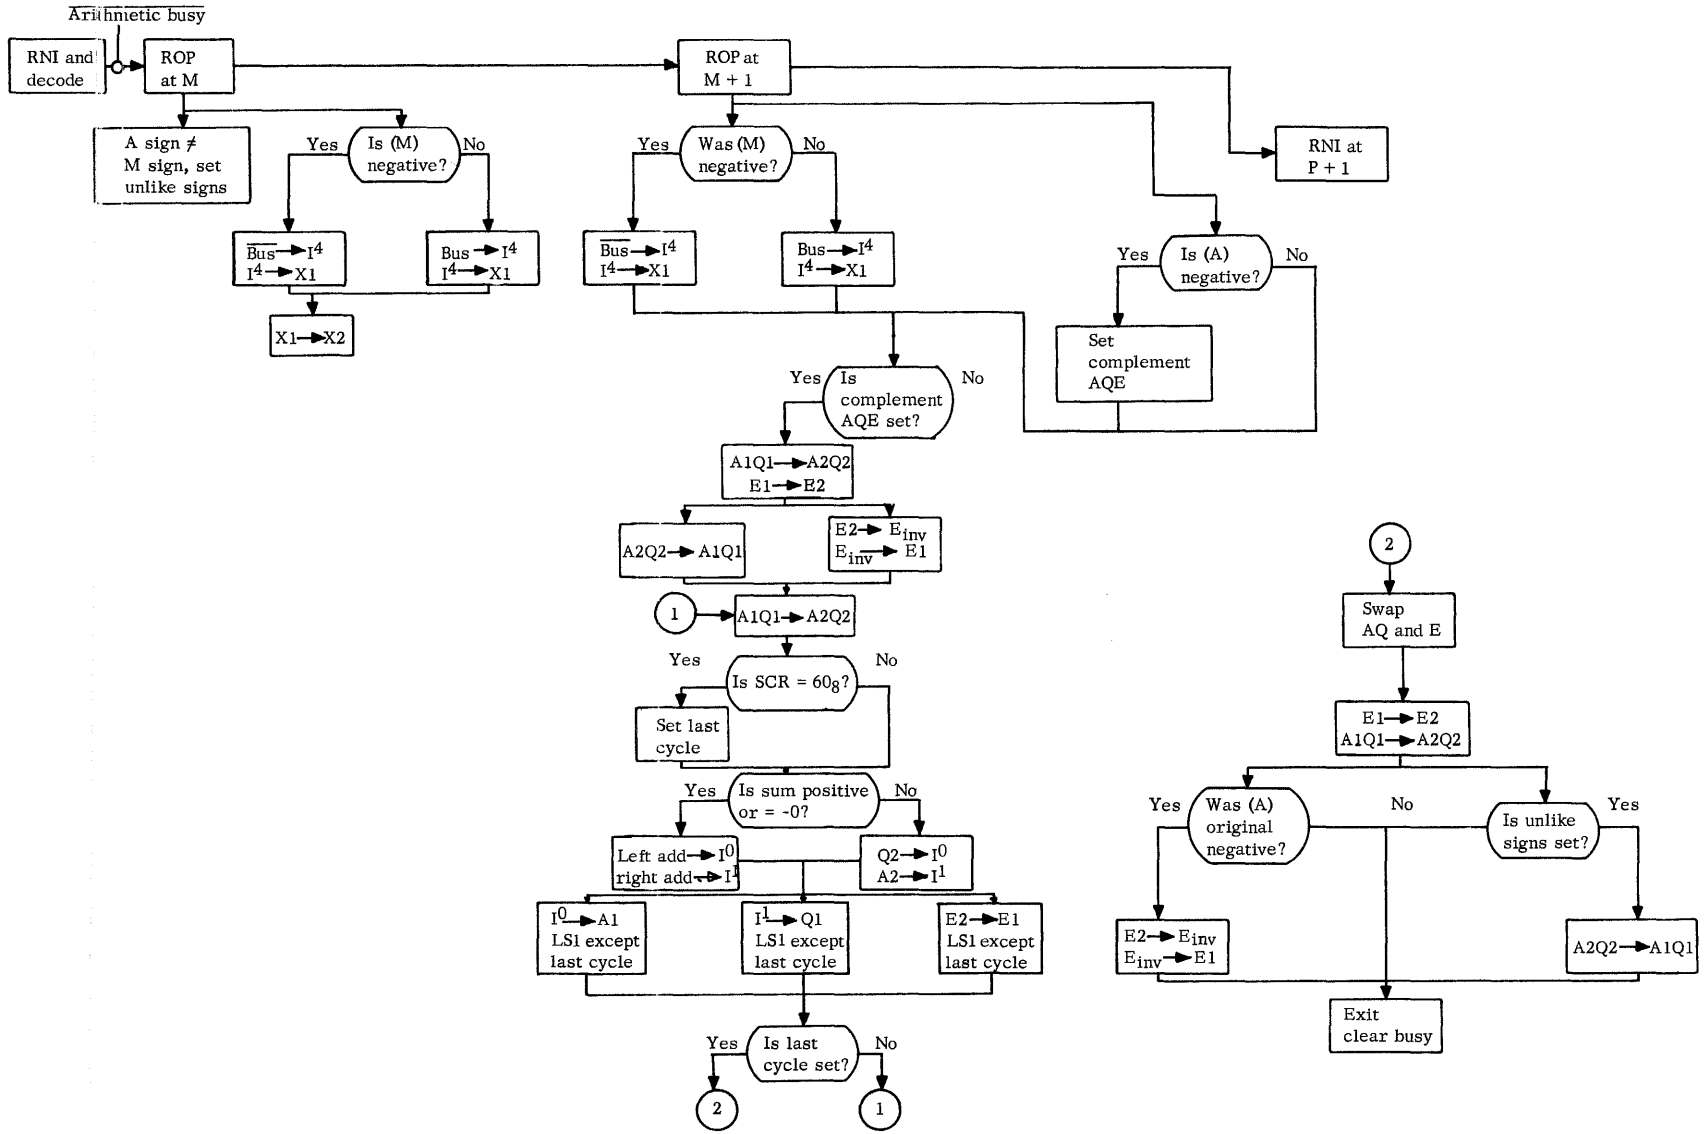 Arithmetic busy
RNI and
decode
ROP
at M
ROP at
M + 1
RNI at
P + 1
A sign ≠
M sign, set
unlike signs
Yes
Is (M)
negative?
No
Yes
Was (M)
negative?
No
Bus→I⁴
I⁴→X1
Bus→I⁴
I⁴→X1
X1→X2
Bus→I⁴
I⁴→X1
Bus→I⁴
I⁴→X1
Yes
Is (A)
negative?
No
Set
complement
AQE
Yes
Is
complement
AQE set?
No
A1Q1→A2Q2
E1→E2
A2Q2→A1Q1
E2→Einv
Einv→E1
1
A1Q1→A2Q2
Yes
Is SCR = 60₈?
No
Set last
cycle
Yes
Is sum positive
or = -0?
No
Left add→I⁰
right add→I¹
Q2→I⁰
A2→I¹
I⁰→A1
LS1 except
last cycle
I¹→Q1
LS1 except
last cycle
E2→E1
LS1 except
last cycle
Yes
Is last
cycle set?
No
2
1
2
Swap
AQ and E
E1→E2
A1Q1→A2Q2
Yes
Was (A)
original
negative?
No
Is unlike
signs set?
Yes
E2→Einv
Einv→E1
A2Q2→A1Q1
Exit
clear busy